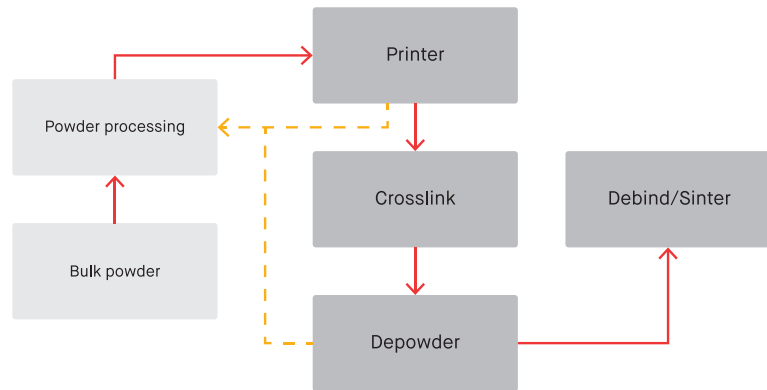 Printer
Powder processing
Crosslink
Debind/Sinter
Bulk powder
Depowder